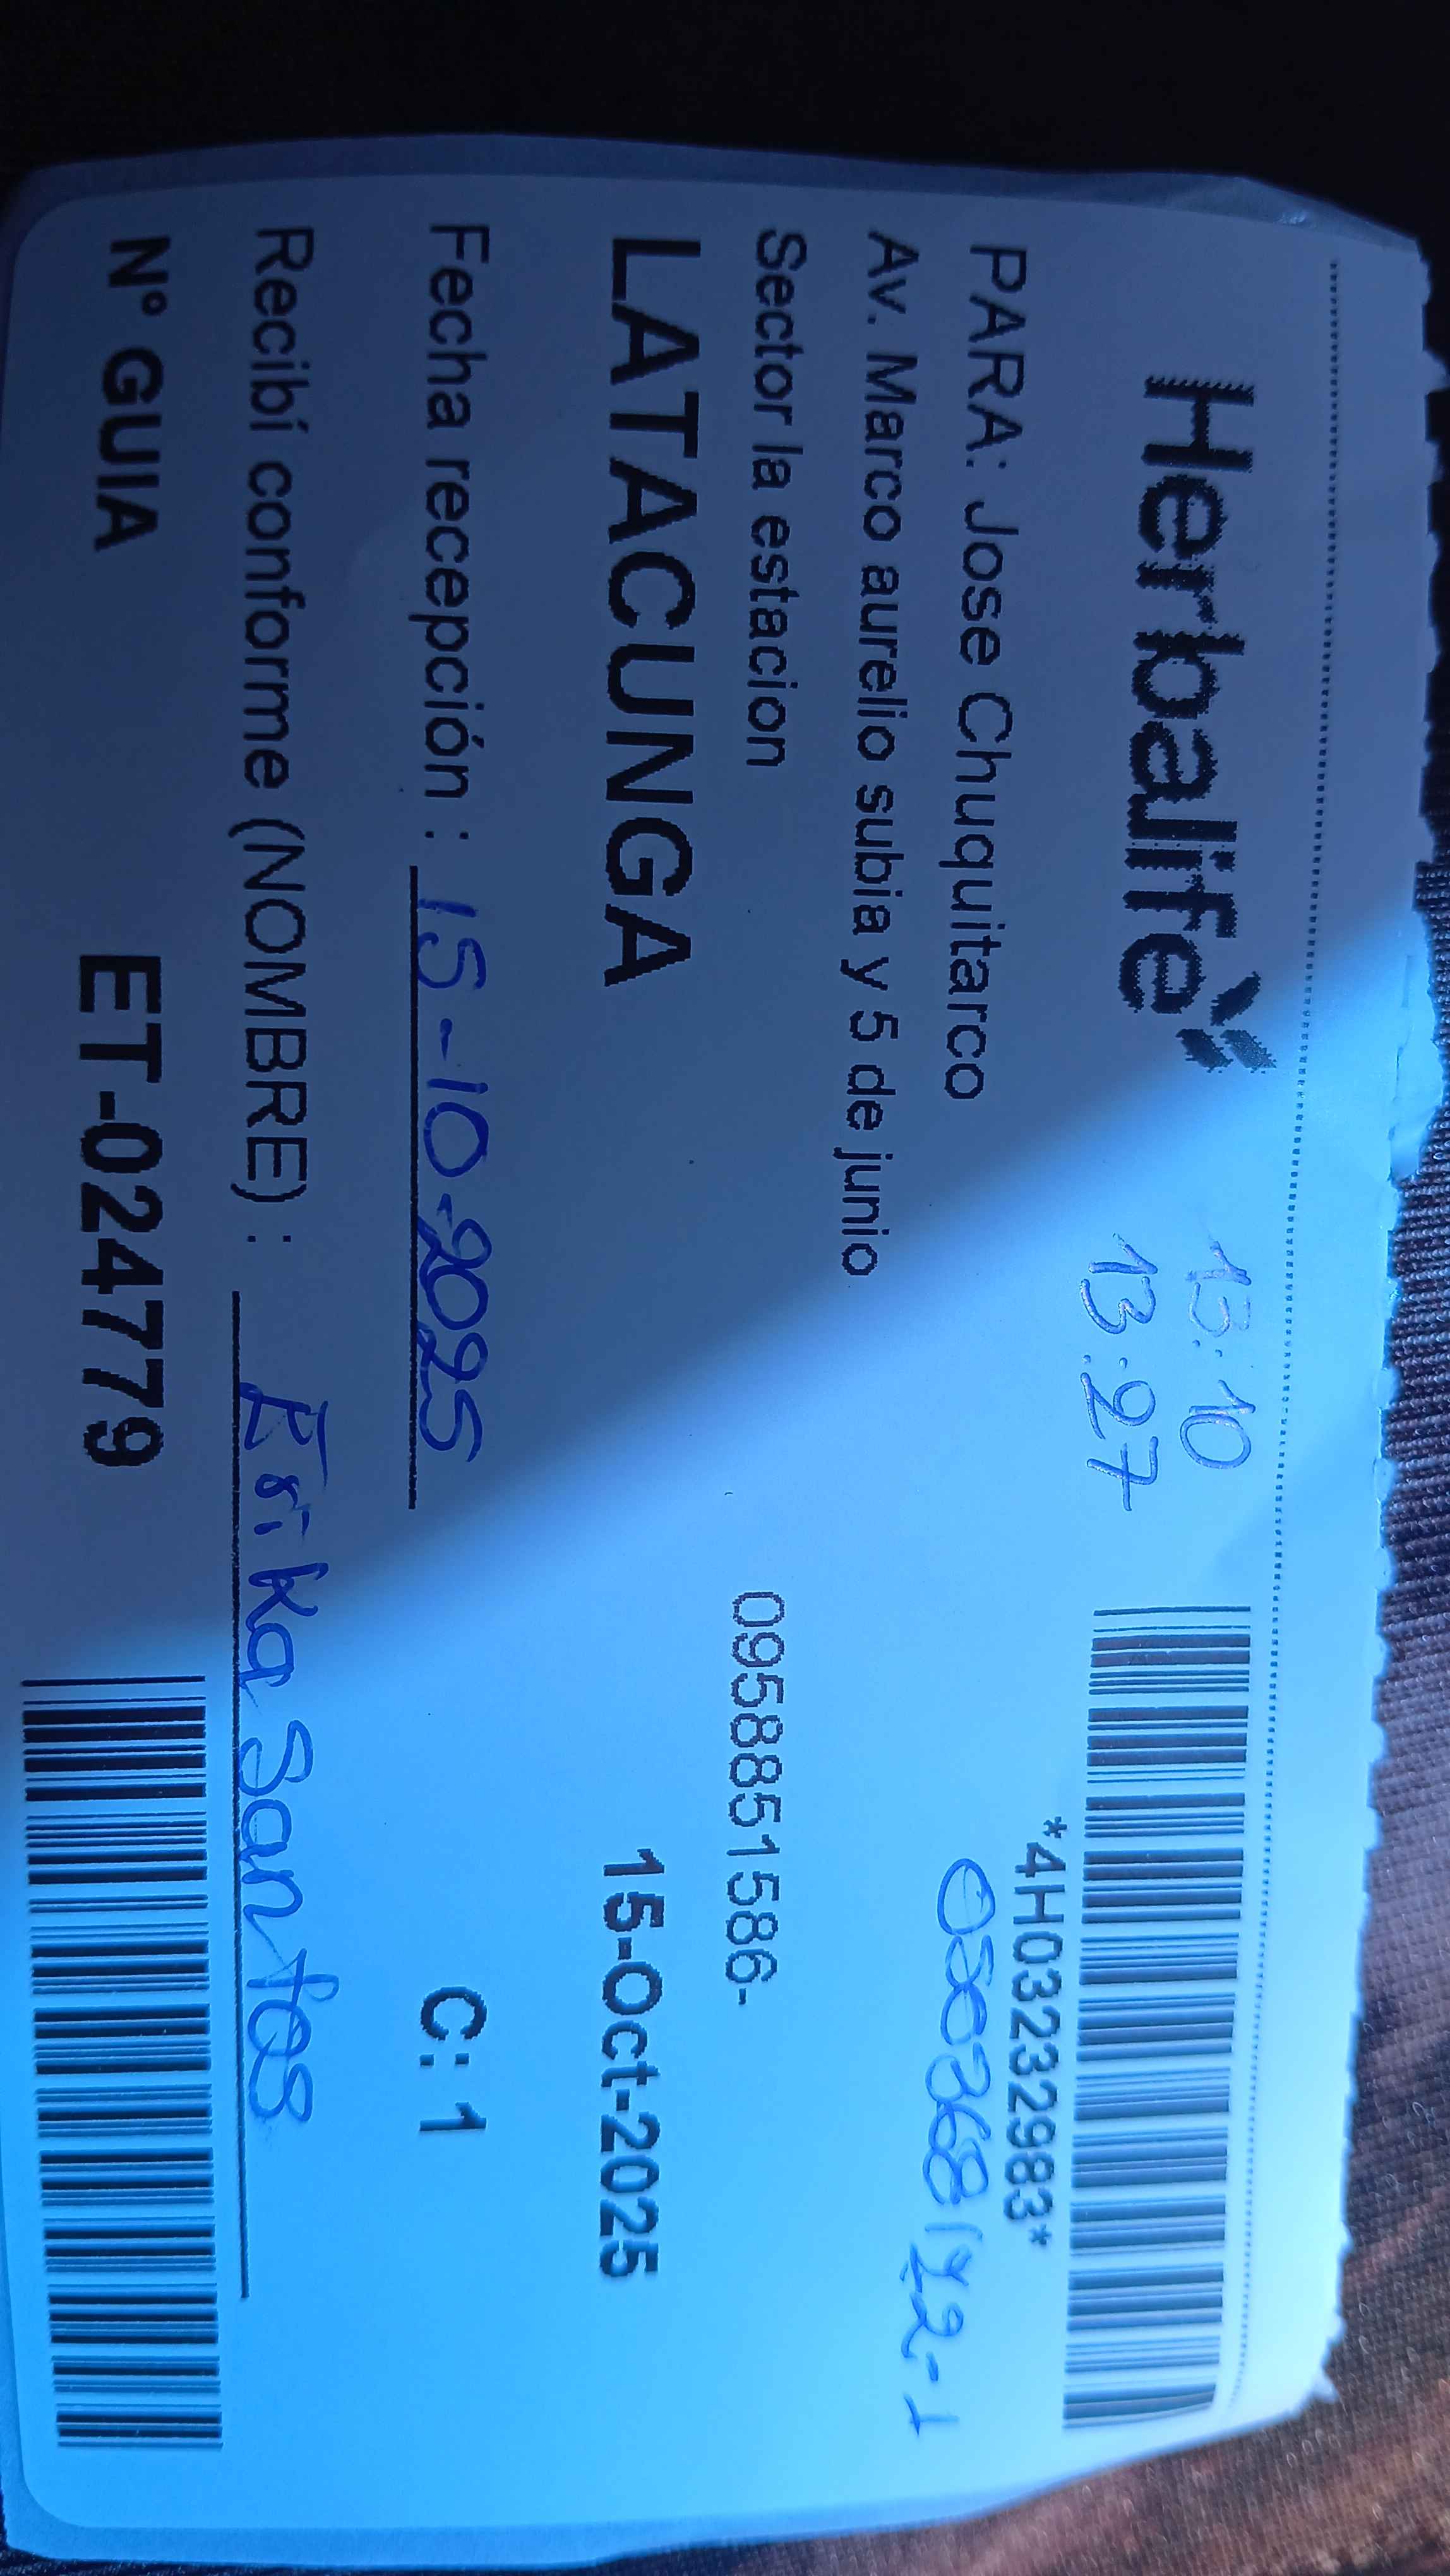 Herbalife
13:10
13:27
*4H03232983*
PARA: Jose Chuquitarco
Av. Marco aurelio subia y 5 de junio
Sector la estacion
0958851586-
LATACUNGA
15-Oct-2025
Fecha recepción : 15-10-2025
C: 1
Recibí conforme (NOMBRE) : Erika Santos
N° GUIA
ET-024779